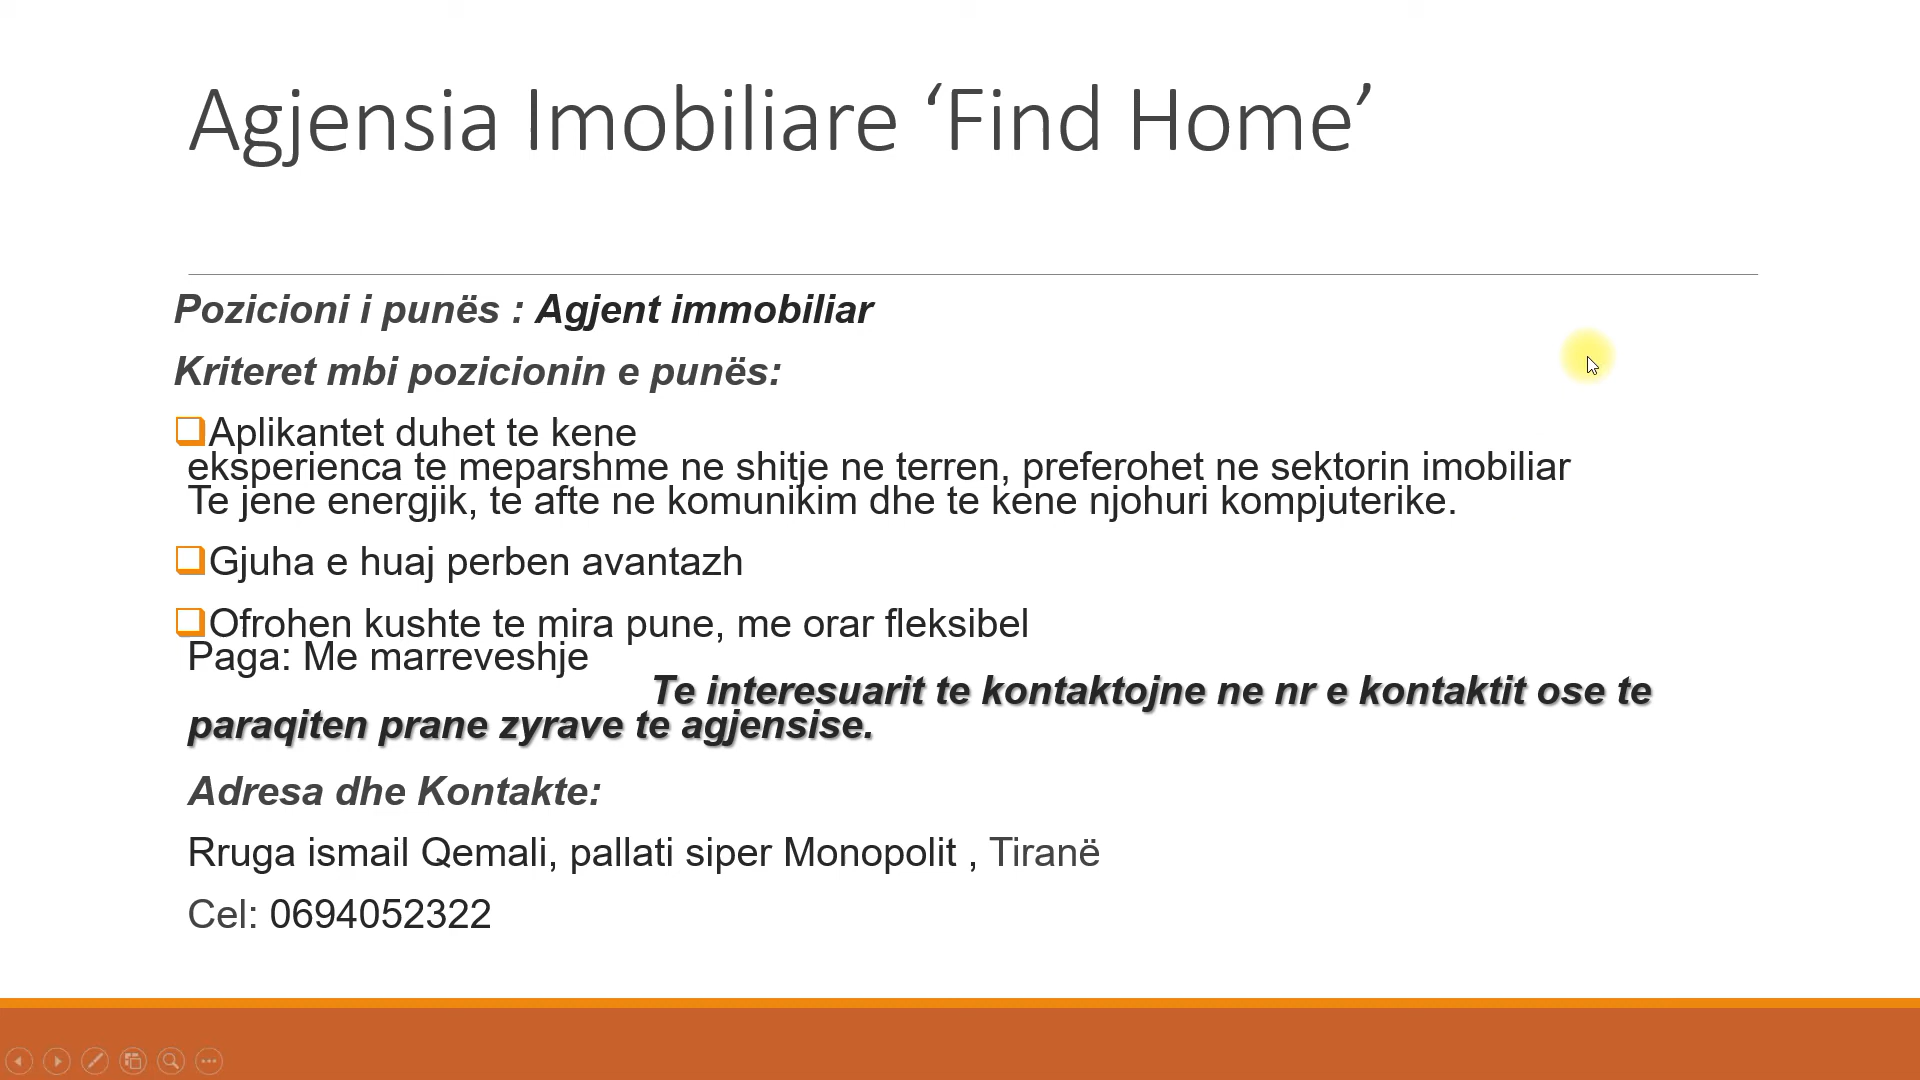 Agjensia Imobiliare ‘Find Home’
Pozicioni i punës : Agjent immobiliar
Kriteret mbi pozicionin e punës:
Aplikantet duhet te kene
eksperienca te meparshme ne shitje ne terren, preferohet ne sektorin imobiliar
Te jene energjik, te afte ne komunikim dhe te kene njohuri kompjuterike.
Gjuha e huaj perben avantazh
Ofrohen kushte te mira pune, me orar fleksibel
Paga: Me marreveshje
Te interesuarit te kontaktojne ne nr e kontaktit ose te
paraqiten prane zyrave te agjensise.
Adresa dhe Kontakte:
Rruga ismail Qemali, pallati siper Monopolit , Tiranë
Cel: 0694052322